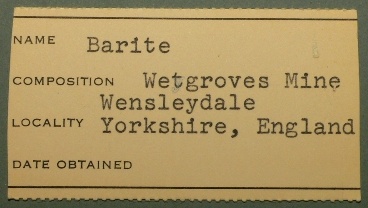 NAME Barite
COMPOSITION Wetgroves Mine
Wensleydale
LOCALITY Yorkshire, England
DATE OBTAINED